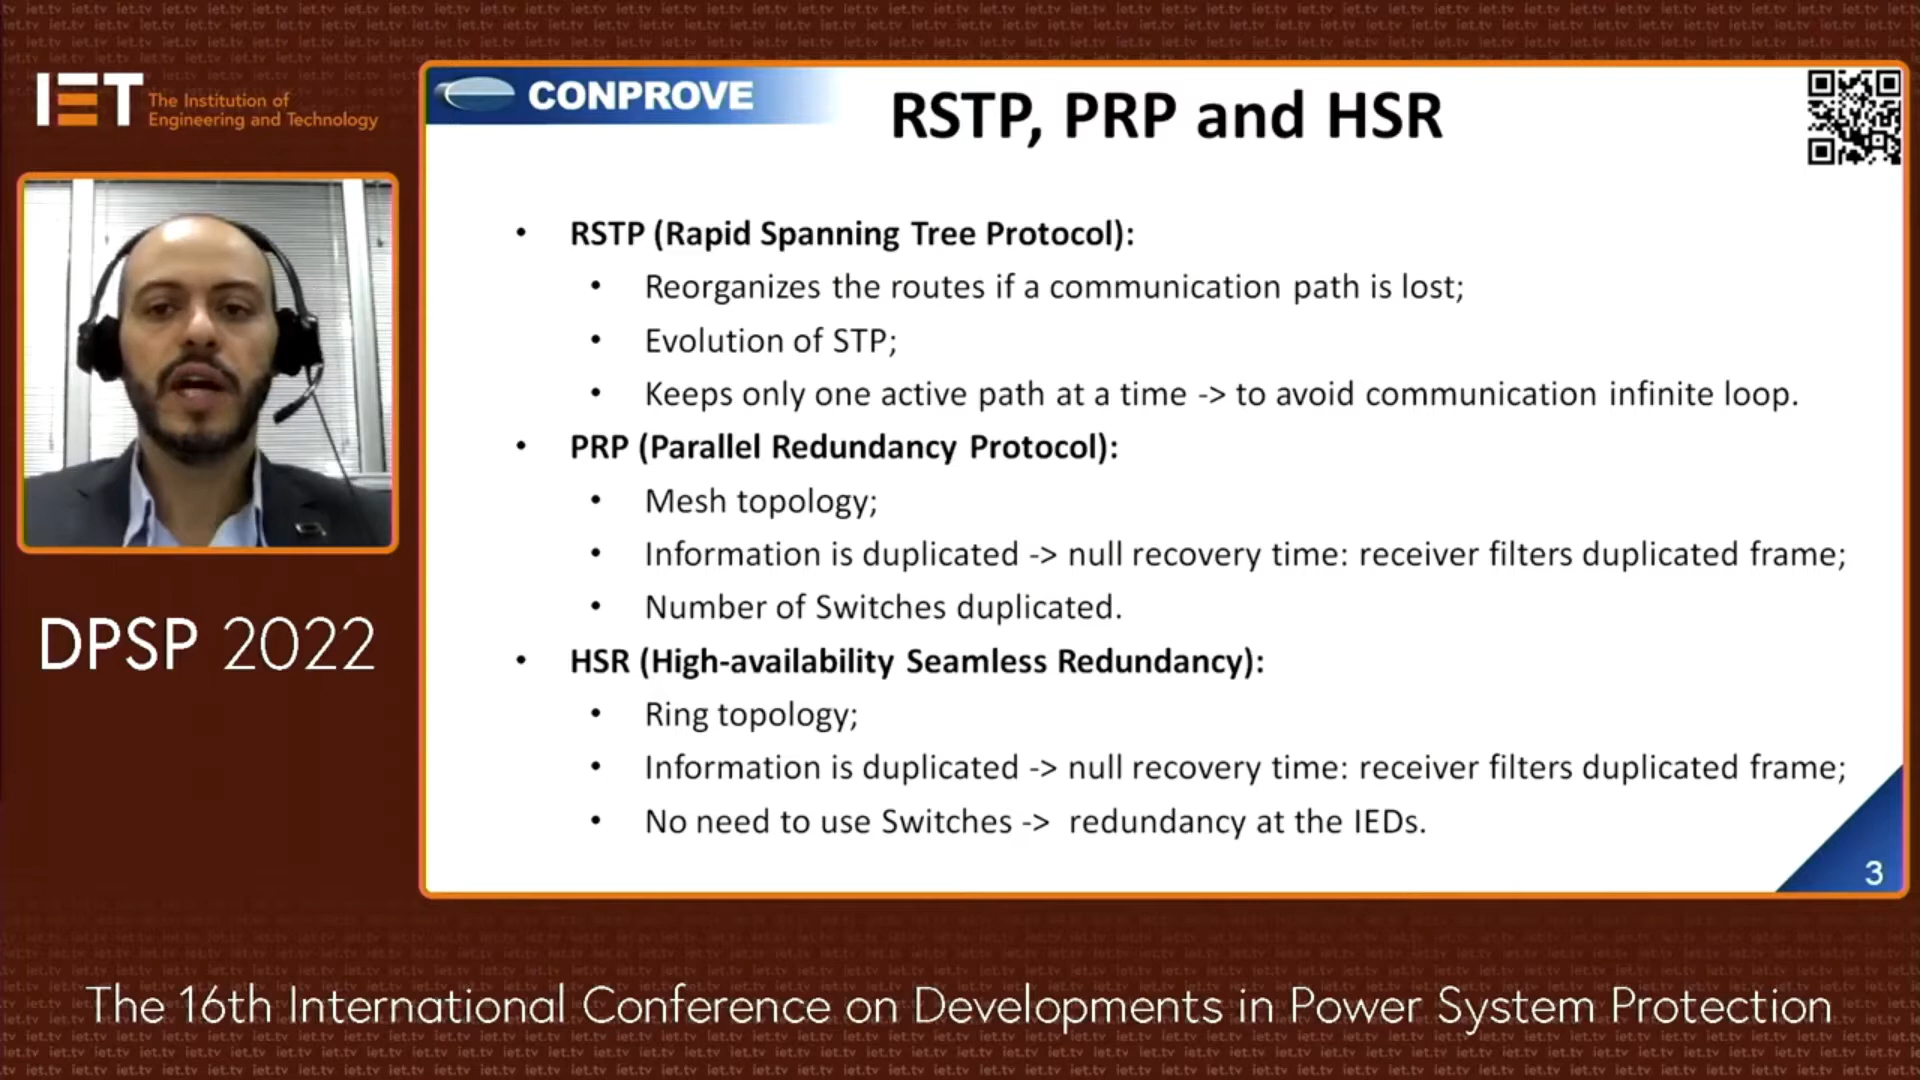 IET
The Institution of
Engineering and Technology
CONPROVE
RSTP, PRP and HSR
• RSTP (Rapid Spanning Tree Protocol):
• Reorganizes the routes if a communication path is lost;
• Evolution of STP;
• Keeps only one active path at a time -> to avoid communication infinite loop.
• PRP (Parallel Redundancy Protocol):
• Mesh topology;
• Information is duplicated -> null recovery time: receiver filters duplicated frame;
• Number of Switches duplicated.
• HSR (High-availability Seamless Redundancy):
• Ring topology;
• Information is duplicated -> null recovery time: receiver filters duplicated frame;
• No need to use Switches -> redundancy at the IEDs.
3
DPSP 2022
The 16th International Conference on Developments in Power System Protection